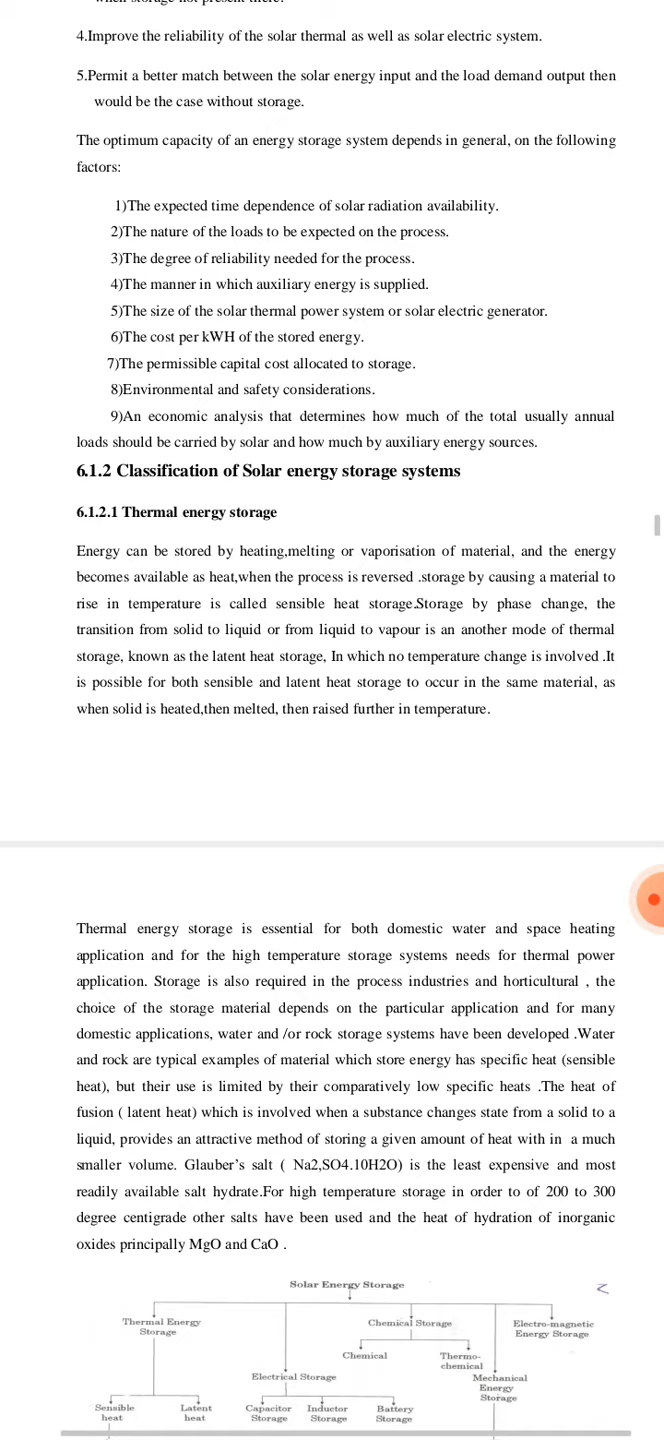 when storage not present there.
4.Improve the reliability of the solar thermal as well as solar electric system.
5.Permit a better match between the solar energy input and the load demand output then
would be the case without storage.
The optimum capacity of an energy storage system depends in general, on the following
factors:
1)The expected time dependence of solar radiation availability.
2)The nature of the loads to be expected on the process.
3)The degree of reliability needed for the process.
4)The manner in which auxiliary energy is supplied.
5)The size of the solar thermal power system or solar electric generator.
6)The cost per kWH of the stored energy.
7)The permissible capital cost allocated to storage.
8)Environmental and safety considerations.
9)An economic analysis that determines how much of the total usually annual
loads should be carried by solar and how much by auxiliary energy sources.
6.1.2 Classification of Solar energy storage systems
6.1.2.1 Thermal energy storage
Energy can be stored by heating,melting or vaporisation of material, and the energy
becomes available as heat,when the process is reversed .storage by causing a material to
rise in temperature is called sensible heat storage.Storage by phase change, the
transition from solid to liquid or from liquid to vapour is an another mode of thermal
storage, known as the latent heat storage, In which no temperature change is involved .It
is possible for both sensible and latent heat storage to occur in the same material, as
when solid is heated,then melted, then raised further in temperature.
Thermal energy storage is essential for both domestic water and space heating
application and for the high temperature storage systems needs for thermal power
application. Storage is also required in the process industries and horticultural , the
choice of the storage material depends on the particular application and for many
domestic applications, water and /or rock storage systems have been developed .Water
and rock are typical examples of material which store energy has specific heat (sensible
heat), but their use is limited by their comparatively low specific heats .The heat of
fusion ( latent heat) which is involved when a substance changes state from a solid to a
liquid, provides an attractive method of storing a given amount of heat with in a much
smaller volume. Glauber's salt ( Na2,SO4.10H2O) is the least expensive and most
readily available salt hydrate.For high temperature storage in order to of 200 to 300
degree centigrade other salts have been used and the heat of hydration of inorganic
oxides principally MgO and CaO .
Solar Energy Storage
Thermal Energy
Storage
Chemical Storage
Electro-magnetic
Energy Storage
Chemical
Thermo-
chemical
Electrical Storage
Mechanical
Energy
Storage
Sensible
heat
Latent
heat
Capacitor
Storage
Inductor
Storage
Battery
Storage